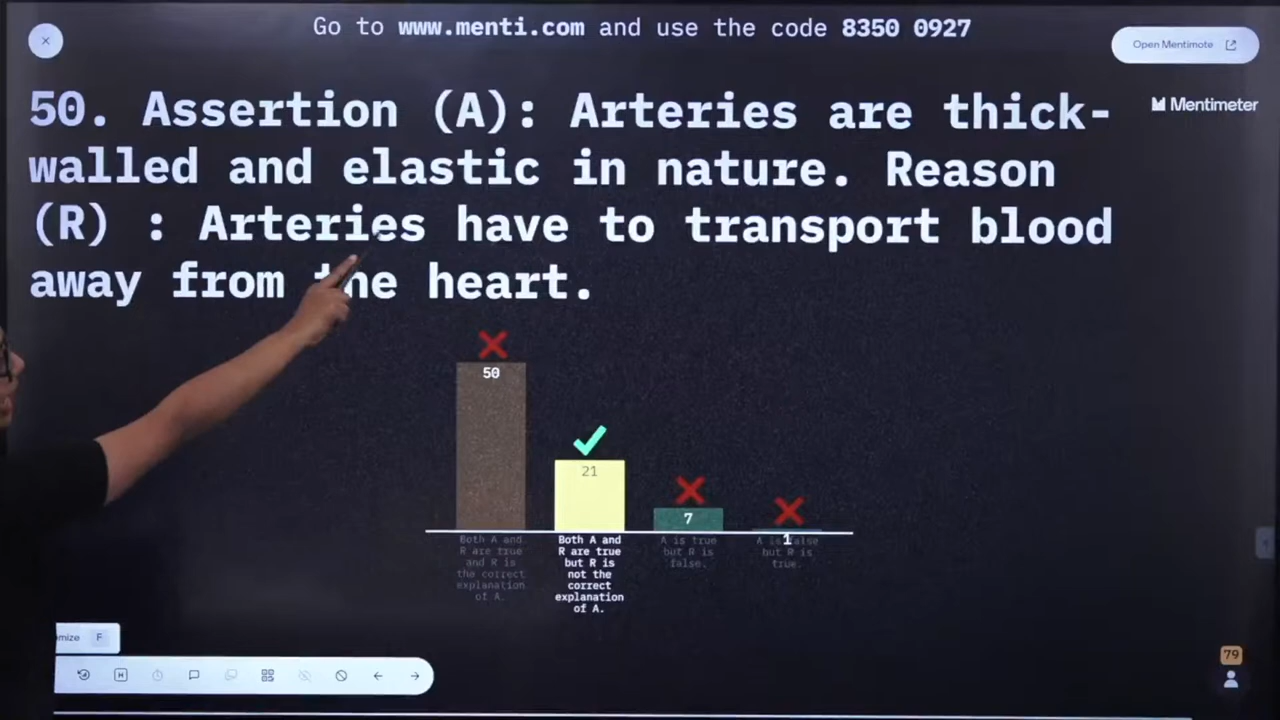 Go to www.menti.com and use the code 8350 0927
Open Mentimote
Mentimeter
50. Assertion (A): Arteries are thick-
walled and elastic in nature. Reason
(R) : Arteries have to transport blood
away from the heart.
50
21
7
1
Both A and
R are true
and R is
the correct
explanation
of A.
Both A and
R are true
but R is
not the
correct
explanation
of A.
A is true
but R is
false.
A is false
but R is
true.
F
H
79